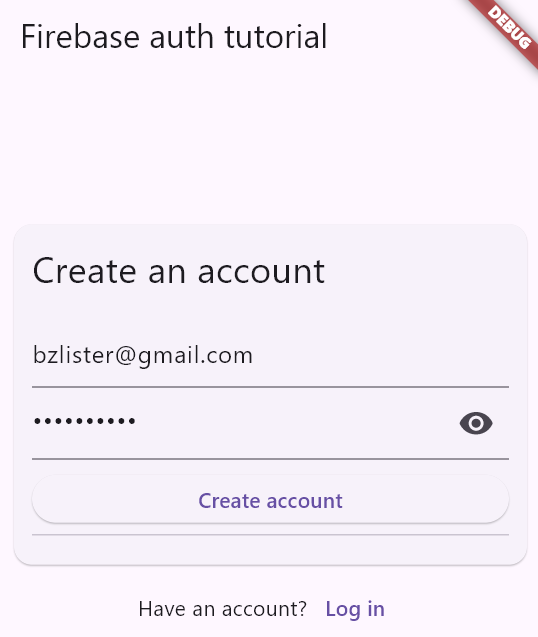 Firebase auth tutorial
DEBUG
Create an account
bzlister@gmail.com
••••••••••
Create account
Have an account? Log in